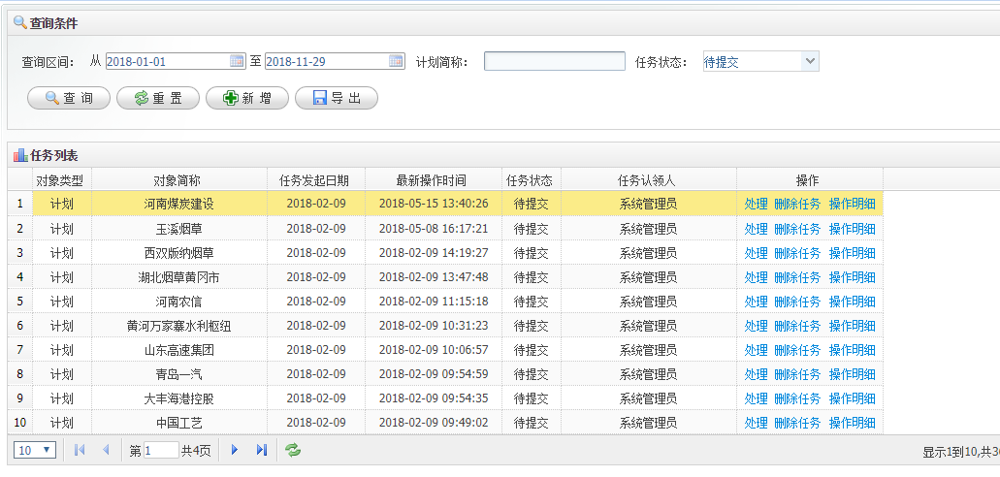 查询条件
查询区间： 从 2018-01-01 至 2018-11-29 计划简称： 任务状态： 待提交
查 询 重 置 新 增 导 出
任务列表
对象类型 对象简称 任务发起日期 最新操作时间 任务状态 任务认领人 操作
1 计划 河南煤炭建设 2018-02-09 2018-05-15 13:40:26 待提交 系统管理员 处理 删除任务 操作明细
2 计划 玉溪烟草 2018-02-09 2018-05-08 16:17:21 待提交 系统管理员 处理 删除任务 操作明细
3 计划 西双版纳烟草 2018-02-09 2018-02-09 14:19:27 待提交 系统管理员 处理 删除任务 操作明细
4 计划 湖北烟草黄冈市 2018-02-09 2018-02-09 13:47:48 待提交 系统管理员 处理 删除任务 操作明细
5 计划 河南农信 2018-02-09 2018-02-09 11:15:18 待提交 系统管理员 处理 删除任务 操作明细
6 计划 黄河万家寨水利枢纽 2018-02-09 2018-02-09 10:31:23 待提交 系统管理员 处理 删除任务 操作明细
7 计划 山东高速集团 2018-02-09 2018-02-09 10:06:57 待提交 系统管理员 处理 删除任务 操作明细
8 计划 青岛一汽 2018-02-09 2018-02-09 09:54:59 待提交 系统管理员 处理 删除任务 操作明细
9 计划 大丰海港控股 2018-02-09 2018-02-09 09:54:35 待提交 系统管理员 处理 删除任务 操作明细
10 计划 中国工艺 2018-02-09 2018-02-09 09:49:02 待提交 系统管理员 处理 删除任务 操作明细
10 第 1 共4页 显示1到10,共3